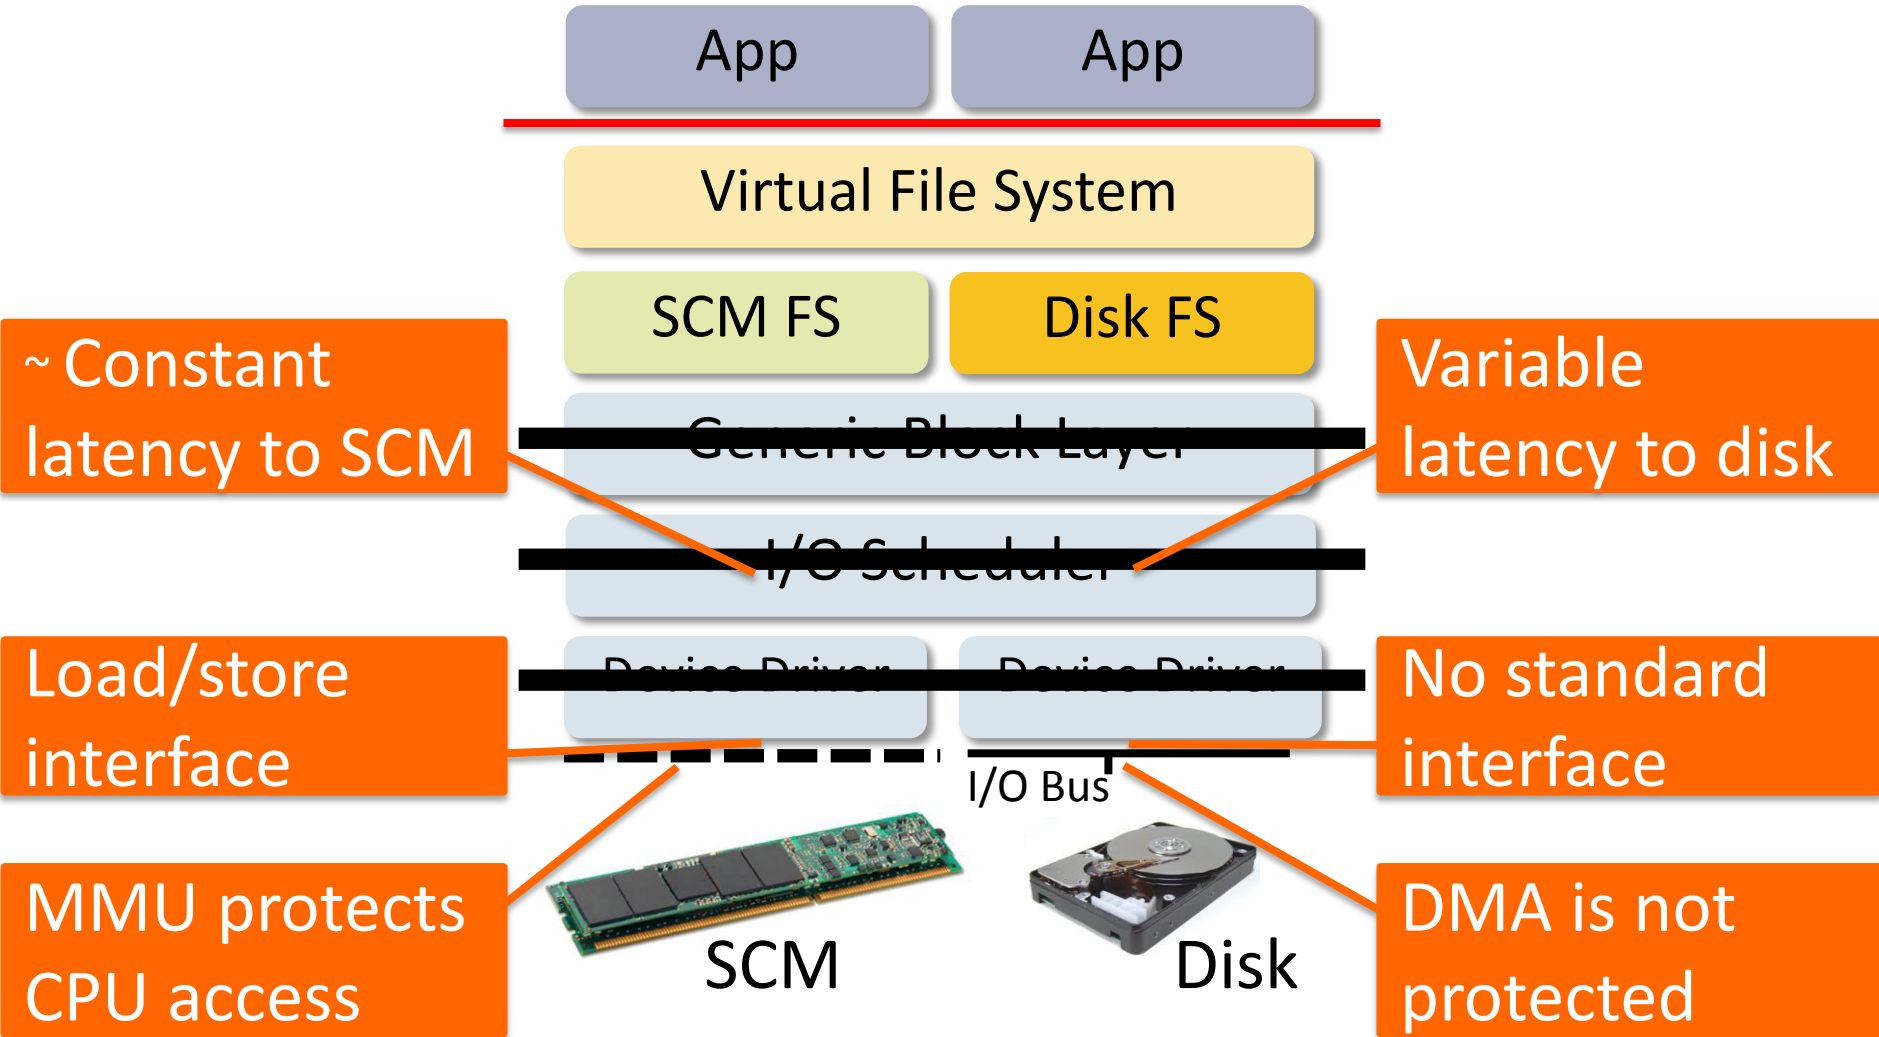 App
App
Virtual File System
SCM FS
Disk FS
~ Constant
latency to SCM
Variable
latency to disk
Generic Block Layer
I/O Scheduler
Load/store
interface
Device Driver
Device Driver
No standard
interface
I/O Bus
MMU protects
CPU access
SCM
Disk
DMA is not
protected